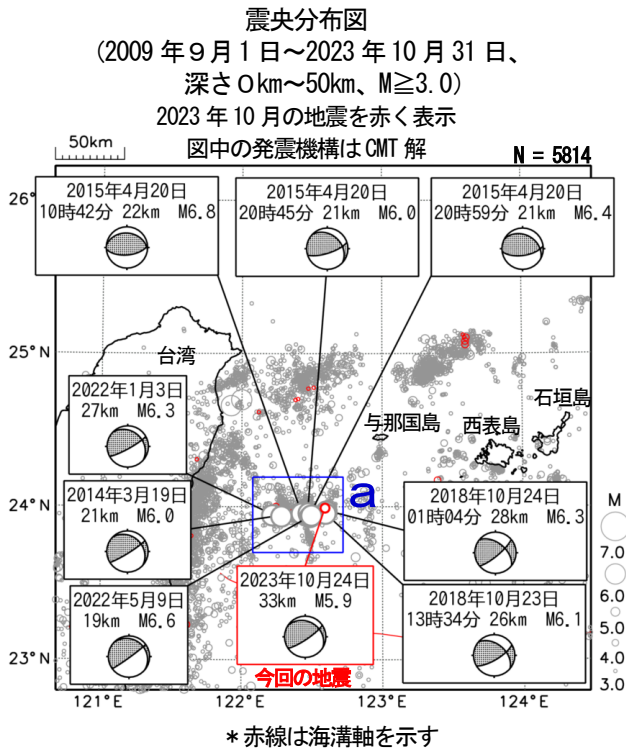 震央分布図
(2009年９月１日～2023年10月31日、
深さ０km～50km、M≧3.0)
2023年10月の地震を赤く表示
図中の発震機構はCMT解
50km
N = 5814
26°
2015年4月20日
10時42分 22km M6.8
2015年4月20日
20時45分 21km M6.0
2015年4月20日
20時59分 21km M6.4
25°N
台湾
2022年1月3日
27km M6.3
与那国島
西表島
石垣島
24°N
a
2014年3月19日
21km M6.0
2018年10月24日
01時04分 28km M6.3
M
7.0
6.0
5.0
4.0
3.0
2022年5月9日
19km M6.6
2023年10月24日
33km M5.9
今回の地震
2018年10月23日
13時34分 26km M6.1
23°N
121°E
122°E
123°E
124°E
＊赤線は海溝軸を示す